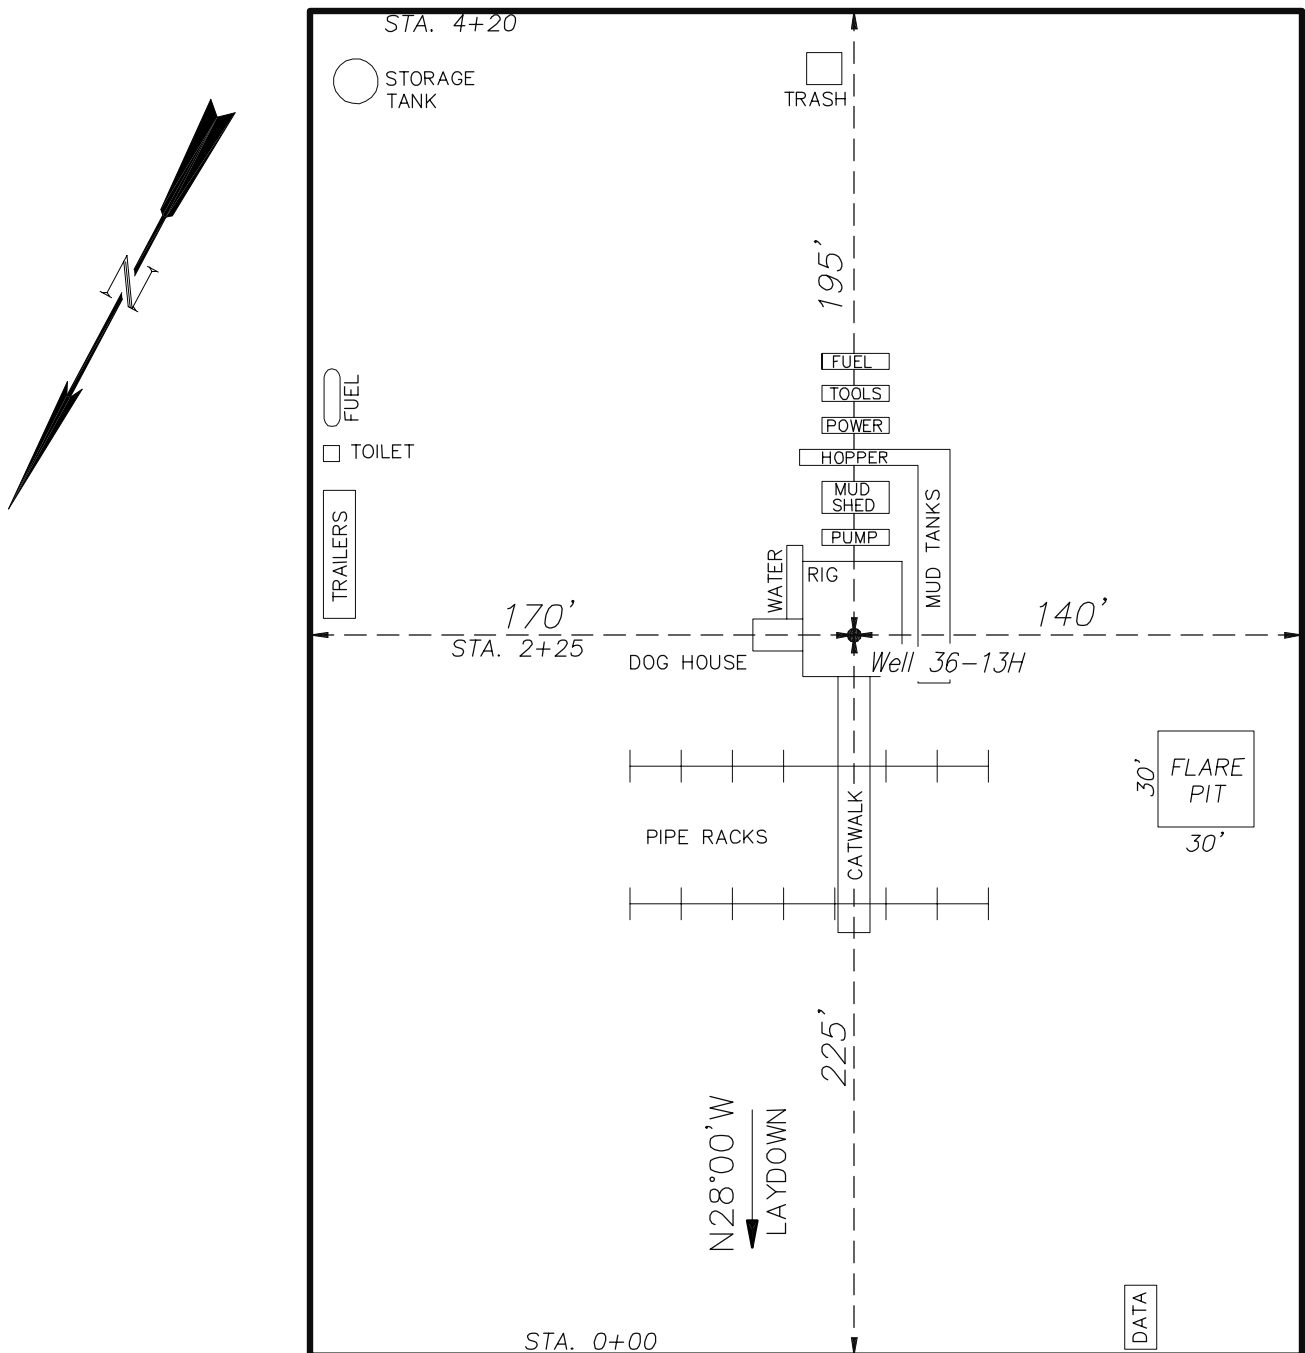 STA. 4+20
STORAGE
TANK
TRASH
195'
N
FUEL
TOOLS
POWER
HOPPER
MUD
SHED
PUMP
MUD TANKS
FUEL
TOILET
TRAILERS
WATER
RIG
170'
STA. 2+25
140'
DOG HOUSE
Well 36-13H
FLARE
PIT
30'
30'
PIPE RACKS
CATWALK
225'
N28°00'W
LAYDOWN
DATA
STA. 0+00